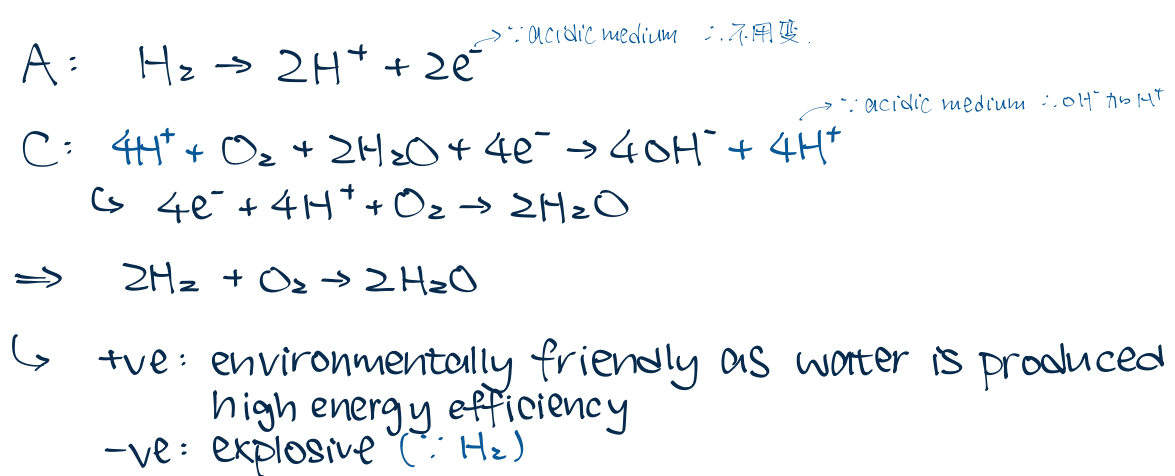 ∵ acidic medium ∴ 不用变.
A: H₂ → 2H⁺ + 2e⁻
∵ acidic medium ∴ OH⁻ 加 H⁺
C: 4H⁺ + O₂ + 2H₂O + 4e⁻ → 4OH⁻ + 4H⁺
↳ 4e⁻ + 4H⁺ + O₂ → 2H₂O
⇒ 2H₂ + O₂ → 2H₂O
↳ +ve: environmentally friendly as water is produced
high energy efficiency
-ve: explosive (∵ H₂)